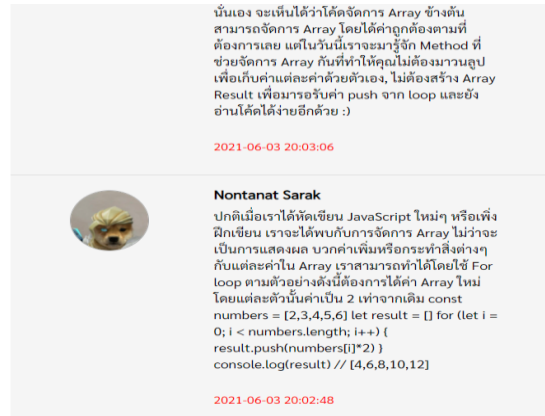 นั่นเอง จะเห็นได้ว่าโค้ดจัดการ Array ข้างต้น
สามารถจัดการ Array โดยได้ค่าถูกต้องตามที่
ต้องการเลย แต่ในวันนี้เราจะมารู้จัก Method ที่
ช่วยจัดการ Array กันที่ทำให้คุณไม่ต้องมาวนลูป
เพื่อเก็บค่าแต่ละค่าด้วยตัวเอง, ไม่ต้องสร้าง Array
Result เพื่อมารอรับค่า push จาก loop และยัง
อ่านโค้ดได้ง่ายอีกด้วย :)
2021-06-03 20:03:06
Nontanat Sarak
ปกติเมื่อเราได้หัดเขียน JavaScript ใหม่ๆ หรือเพิ่ง
ฝึกเขียน เราจะได้พบกับการจัดการ Array ไม่ว่าจะ
เป็นการแสดงผล บวกค่าเพิ่มหรือกระทำสิ่งต่างๆ
กับแต่ละค่าใน Array เราสามารถทำได้โดยใช้ For
loop ตามตัวอย่างดังนี้ต้องการได้ค่า Array ใหม่
โดยแต่ละตัวนั้นค่าเป็น 2 เท่าจากเดิม const
numbers = [2,3,4,5,6] let result = [] for (let i =
0; i < numbers.length; i++) {
result.push(numbers[i]*2) }
console.log(result) // [4,6,8,10,12]
2021-06-03 20:02:48